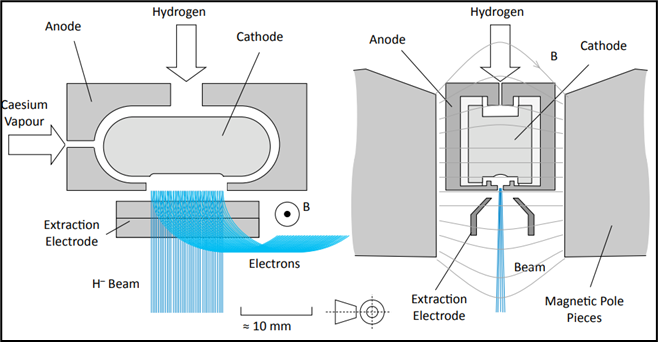 Hydrogen
Anode
Cathode
Caesium
Vapour
B
Extraction
Electrode
Electrons
H⁻ Beam
≈ 10 mm
Hydrogen
Anode
B
Cathode
Beam
Extraction
Electrode
Magnetic Pole
Pieces